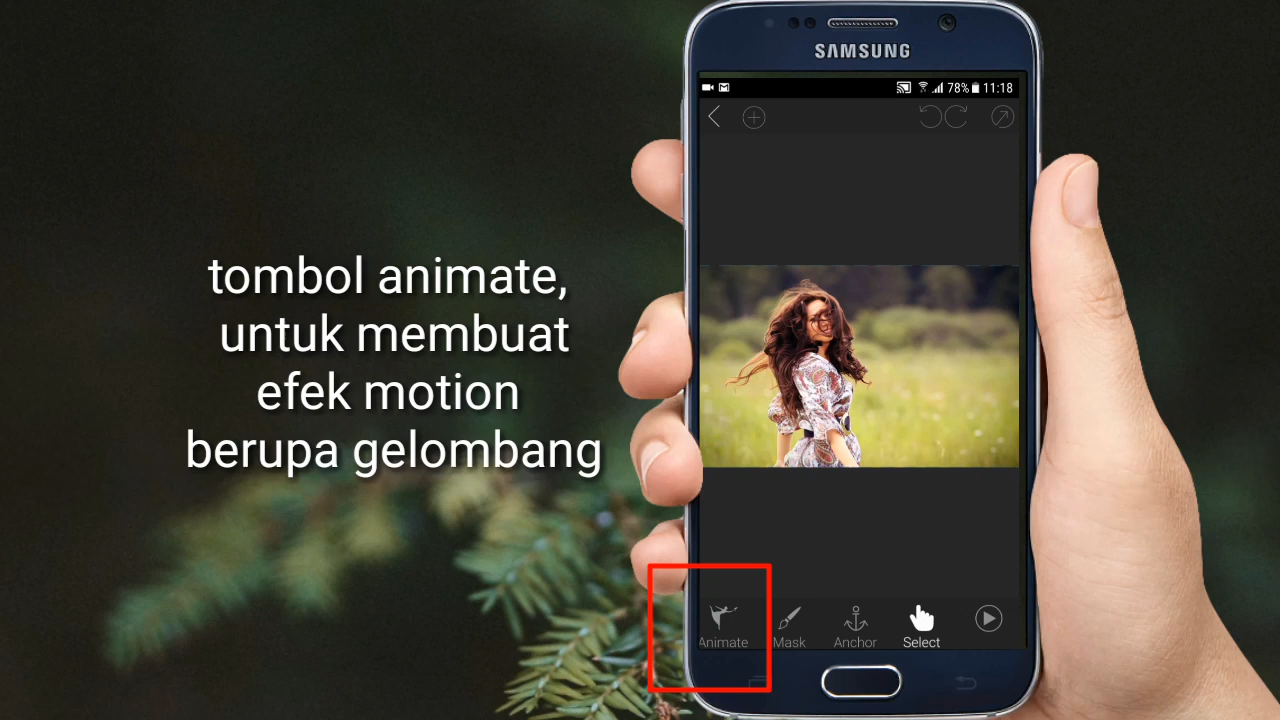 SAMSUNG
78% 11:18
tombol animate,
untuk membuat
efek motion
berupa gelombang
Animate Mask Anchor Select